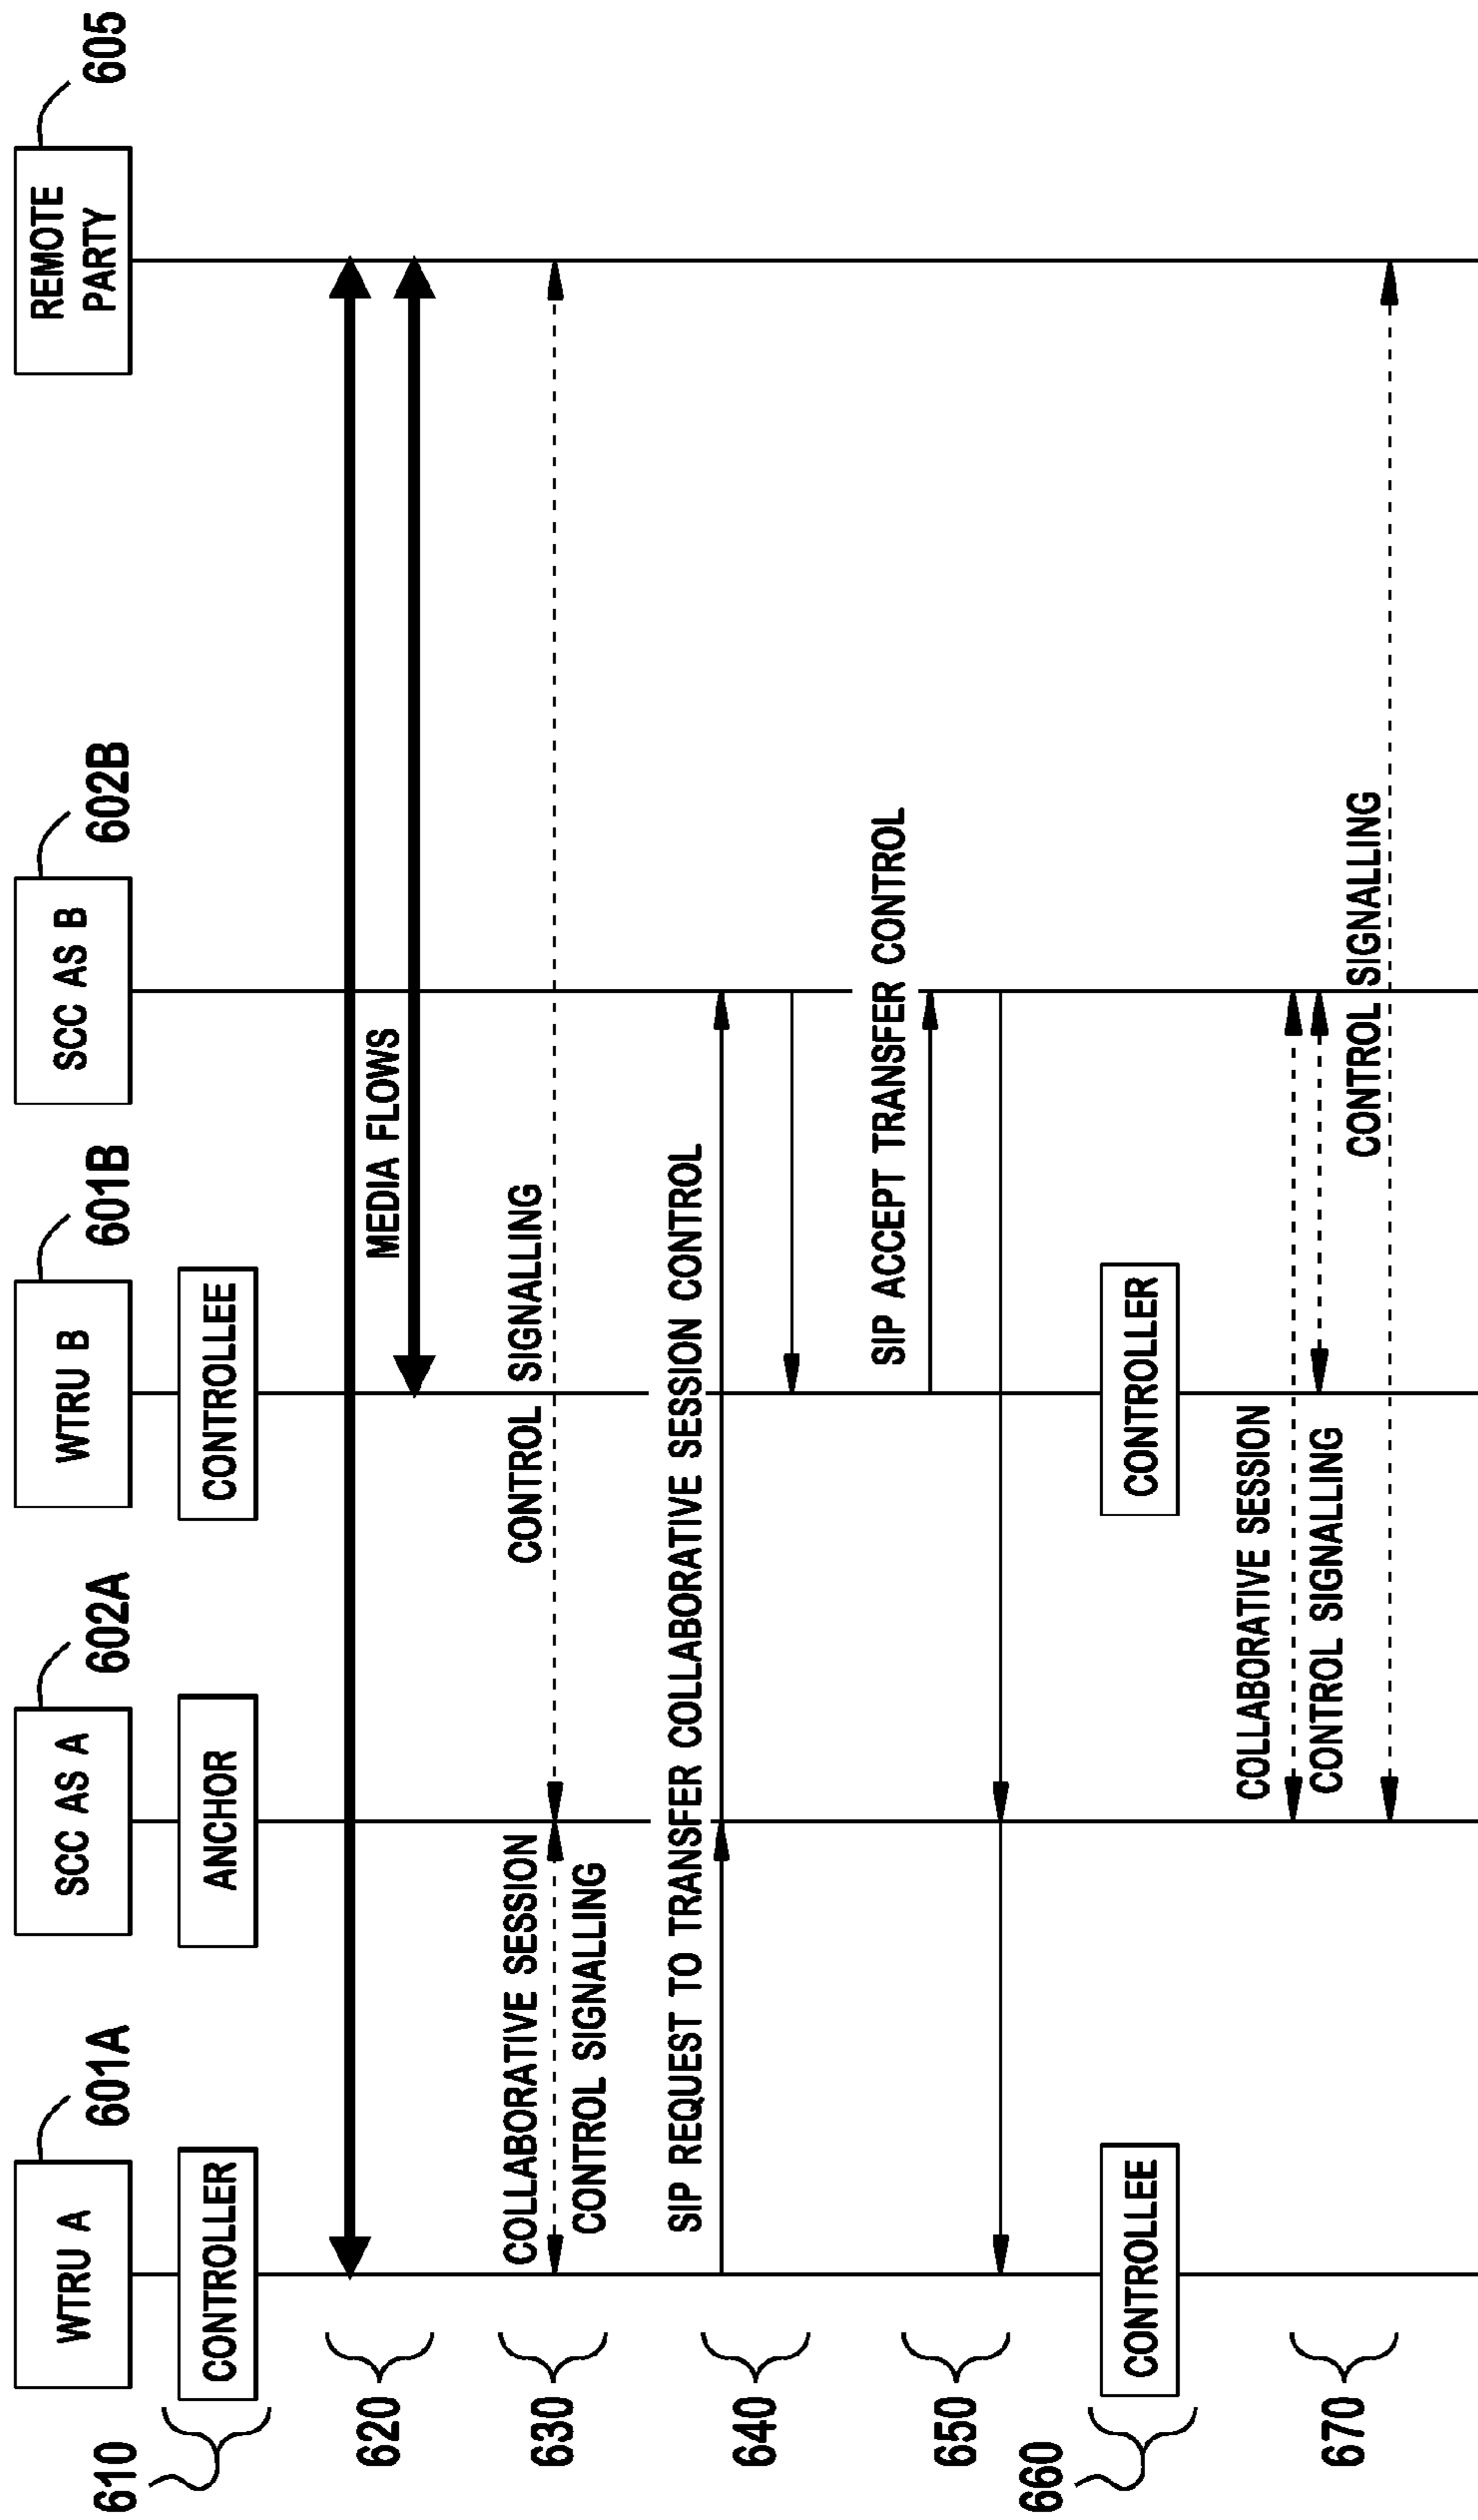 WTRU A
601A
SCC AS A
602A
WTRU B
601B
SCC AS B
602B
REMOTE
PARTY
605
610
CONTROLLER
ANCHOR
CONTROLLEE
620
MEDIA FLOWS
630
COLLABORATIVE SESSION
CONTROL SIGNALLING
CONTROL SIGNALLING
640
SIP REQUEST TO TRANSFER COLLABORATIVE SESSION CONTROL
650
SIP ACCEPT TRANSFER CONTROL
660
CONTROLLEE
CONTROLLER
670
COLLABORATIVE SESSION
CONTROL SIGNALLING
CONTROL SIGNALLING